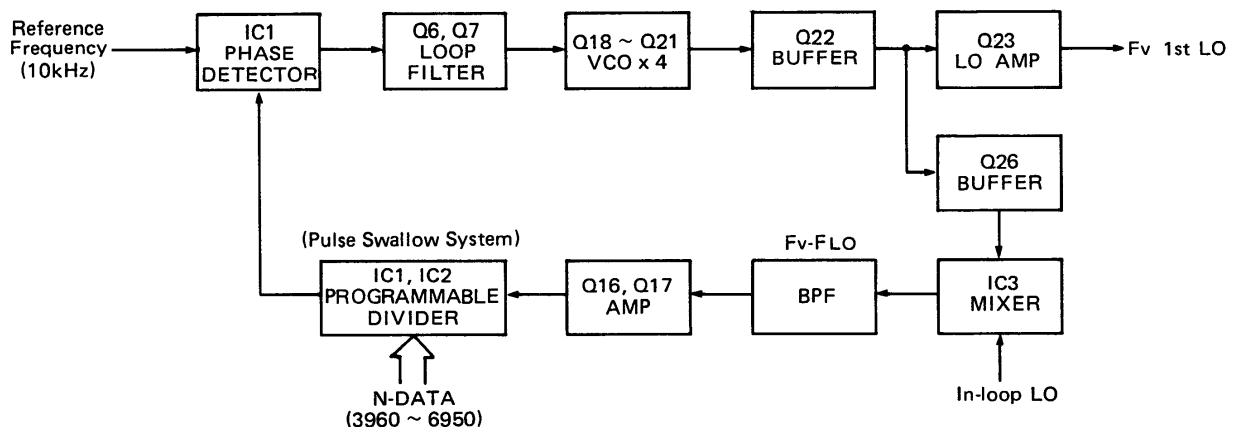 Reference
Frequency
(10kHz)
IC1
PHASE
DETECTOR
Q6, Q7
LOOP
FILTER
Q18 ~ Q21
VCO x 4
Q22
BUFFER
Q23
LO AMP
Fv 1st LO
Q26
BUFFER
(Pulse Swallow System)
IC1, IC2
PROGRAMMABLE
DIVIDER
Q16, Q17
AMP
Fv-FLO
BPF
IC3
MIXER
N-DATA
(3960 ~ 6950)
In-loop LO